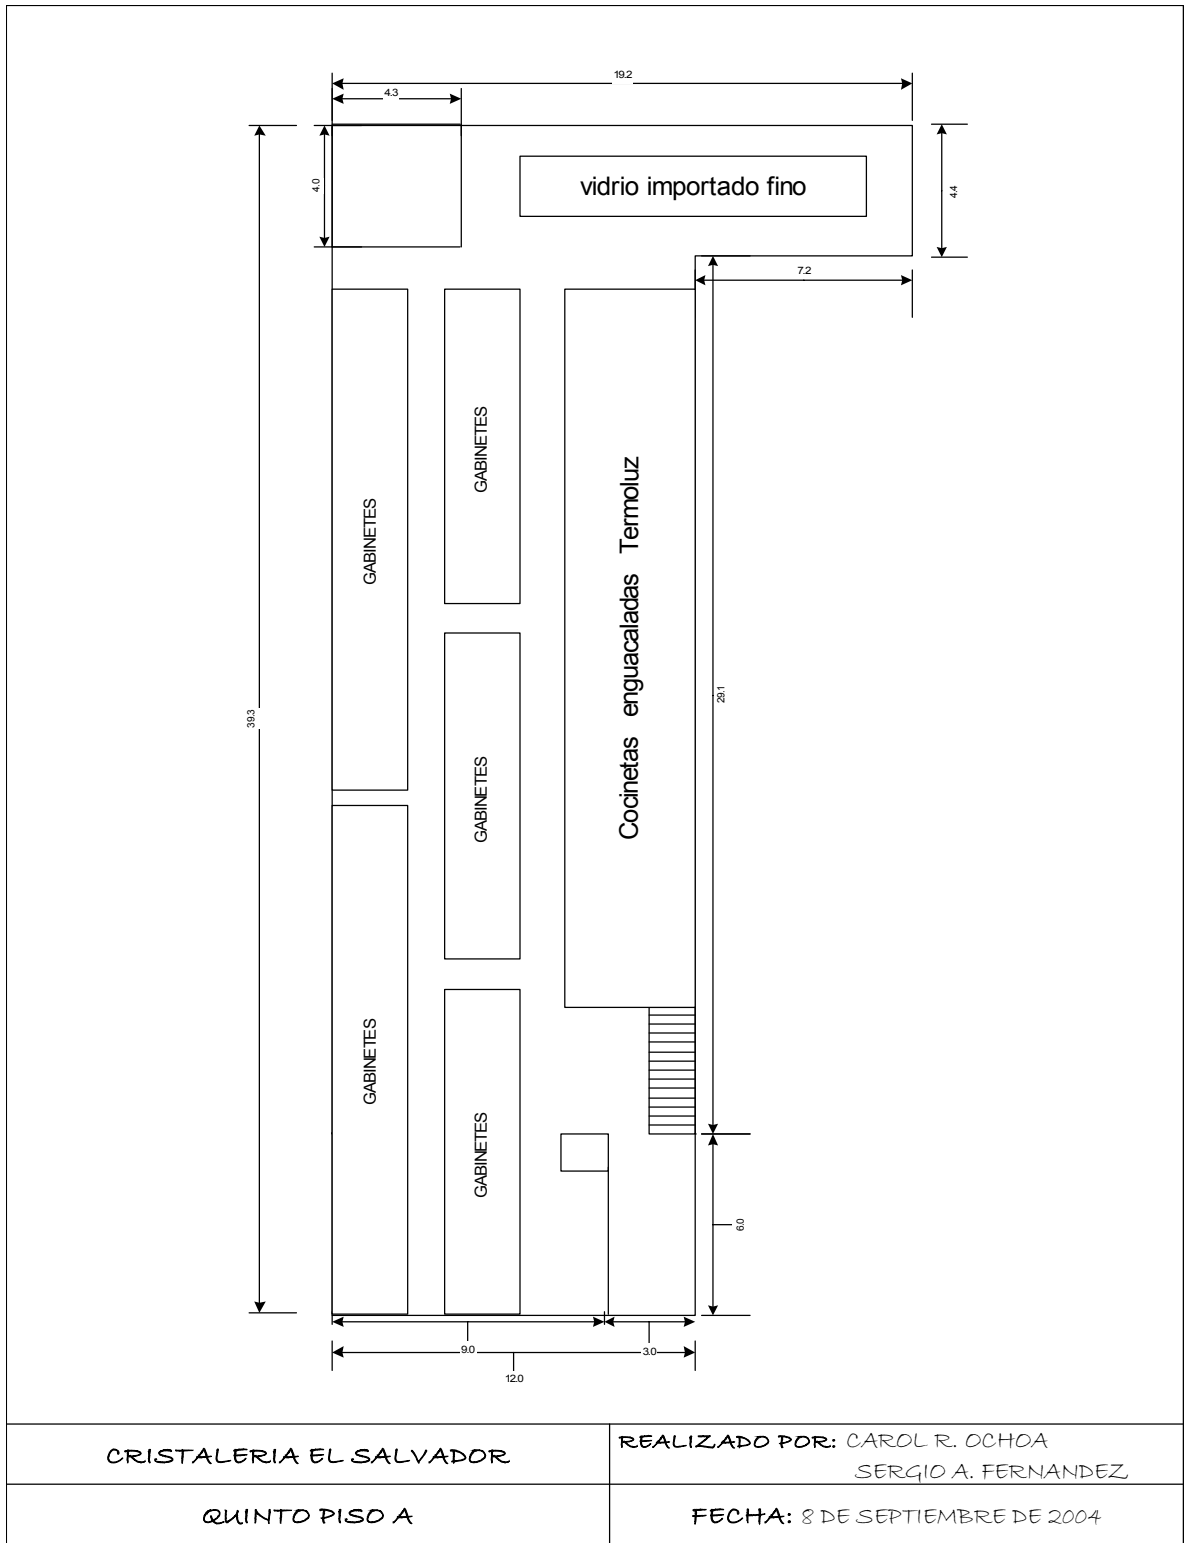 19.2
4.3
4.0
vidrio importado fino
4.4
7.2
GABINETES
GABINETES
Cocinetas enguacaladas Termoluz
29.1
39.3
GABINETES
GABINETES
GABINETES
6.0
9.0
3.0
12.0
CRISTALERIA EL SALVADOR
REALIZADO POR: CAROL R. OCHOA
SERGIO A. FERNANDEZ
QUINTO PISO A
FECHA: 8 DE SEPTIEMBRE DE 2004